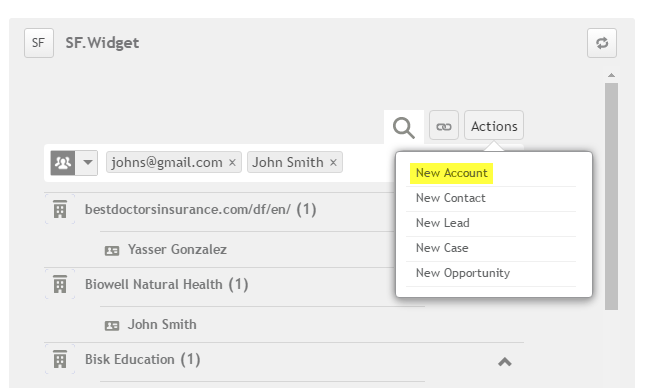 SF SF.Widget
Actions
johns@gmail.com × John Smith ×
New Account
New Contact
New Lead
New Case
New Opportunity
bestdoctorsinsurance.com/df/en/ (1)
Yasser Gonzalez
Biowell Natural Health (1)
John Smith
Bisk Education (1)